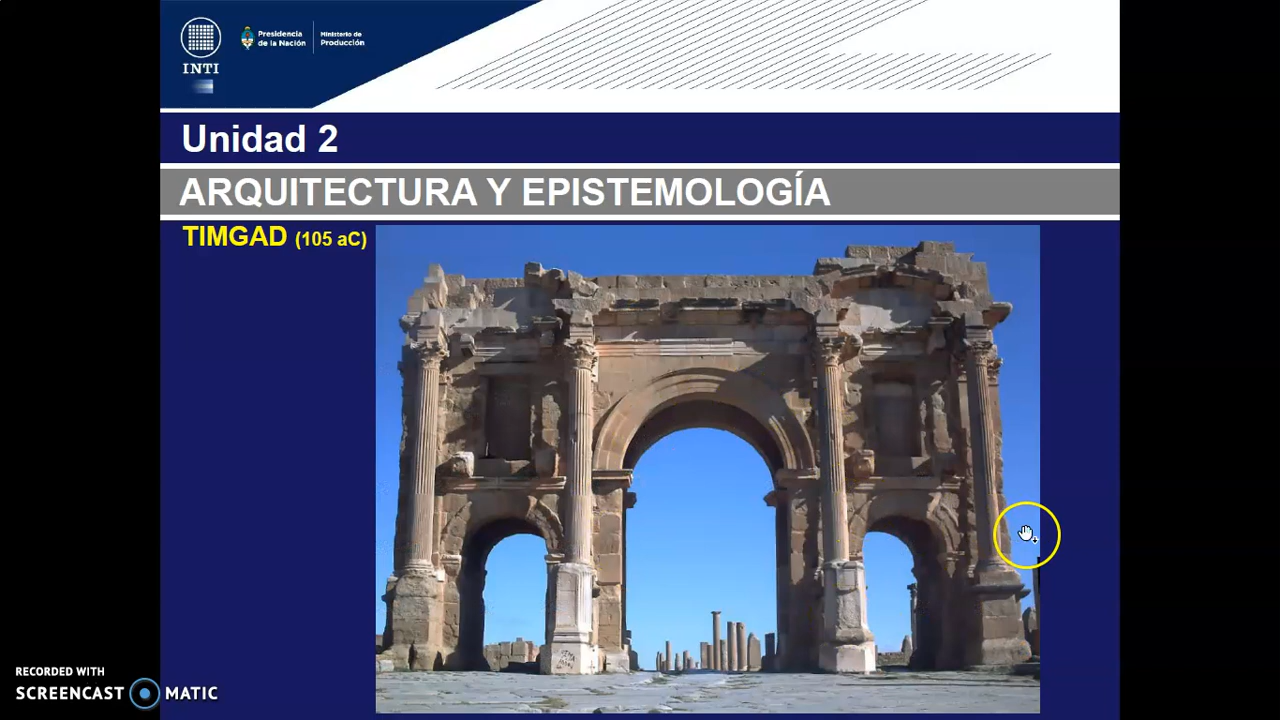 INTI
Presidencia
de la Nación
Ministerio de
Producción
Unidad 2
ARQUITECTURA Y EPISTEMOLOGÍA
TIMGAD (105 aC)
RECORDED WITH
SCREENCAST MATIC